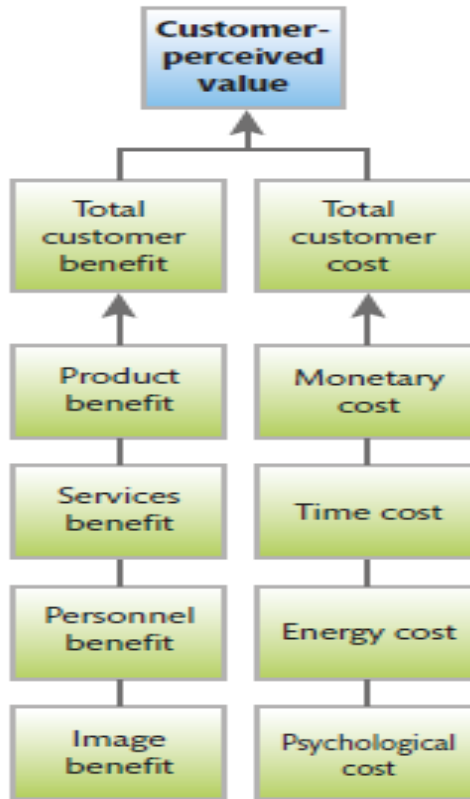 Customer-
perceived
value
Total
customer
benefit
Total
customer
cost
Product
benefit
Monetary
cost
Services
benefit
Time cost
Personnel
benefit
Energy cost
Image
benefit
Psychological
cost